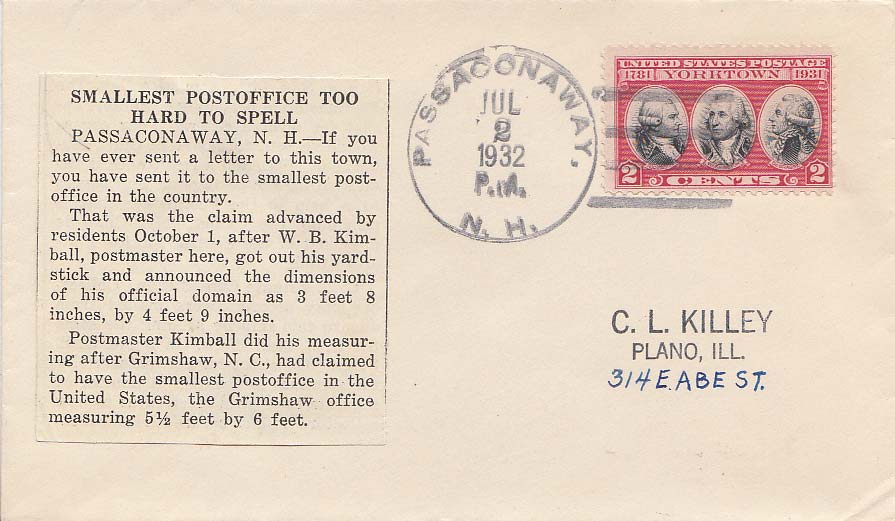 SMALLEST POSTOFFICE TOO
HARD TO SPELL
PASSACONAWAY, N. H.—If you
have ever sent a letter to this town,
you have sent it to the smallest post-
office in the country.
That was the claim advanced by
residents October 1, after W. B. Kim-
ball, postmaster here, got out his yard-
stick and announced the dimensions
of his official domain as 3 feet 8
inches, by 4 feet 9 inches.
Postmaster Kimball did his measur-
ing after Grimshaw, N. C., had claimed
to have the smallest postoffice in the
United States, the Grimshaw office
measuring 5½ feet by 6 feet.
PASSACONAWAY.
JUL
2
1932
P.M.
N. H.
UNITED STATES POSTAGE
1781 YORKTOWN 1931
2 CENTS 2
C. L. KILLEY
PLANO, ILL.
314 E. ABE ST.